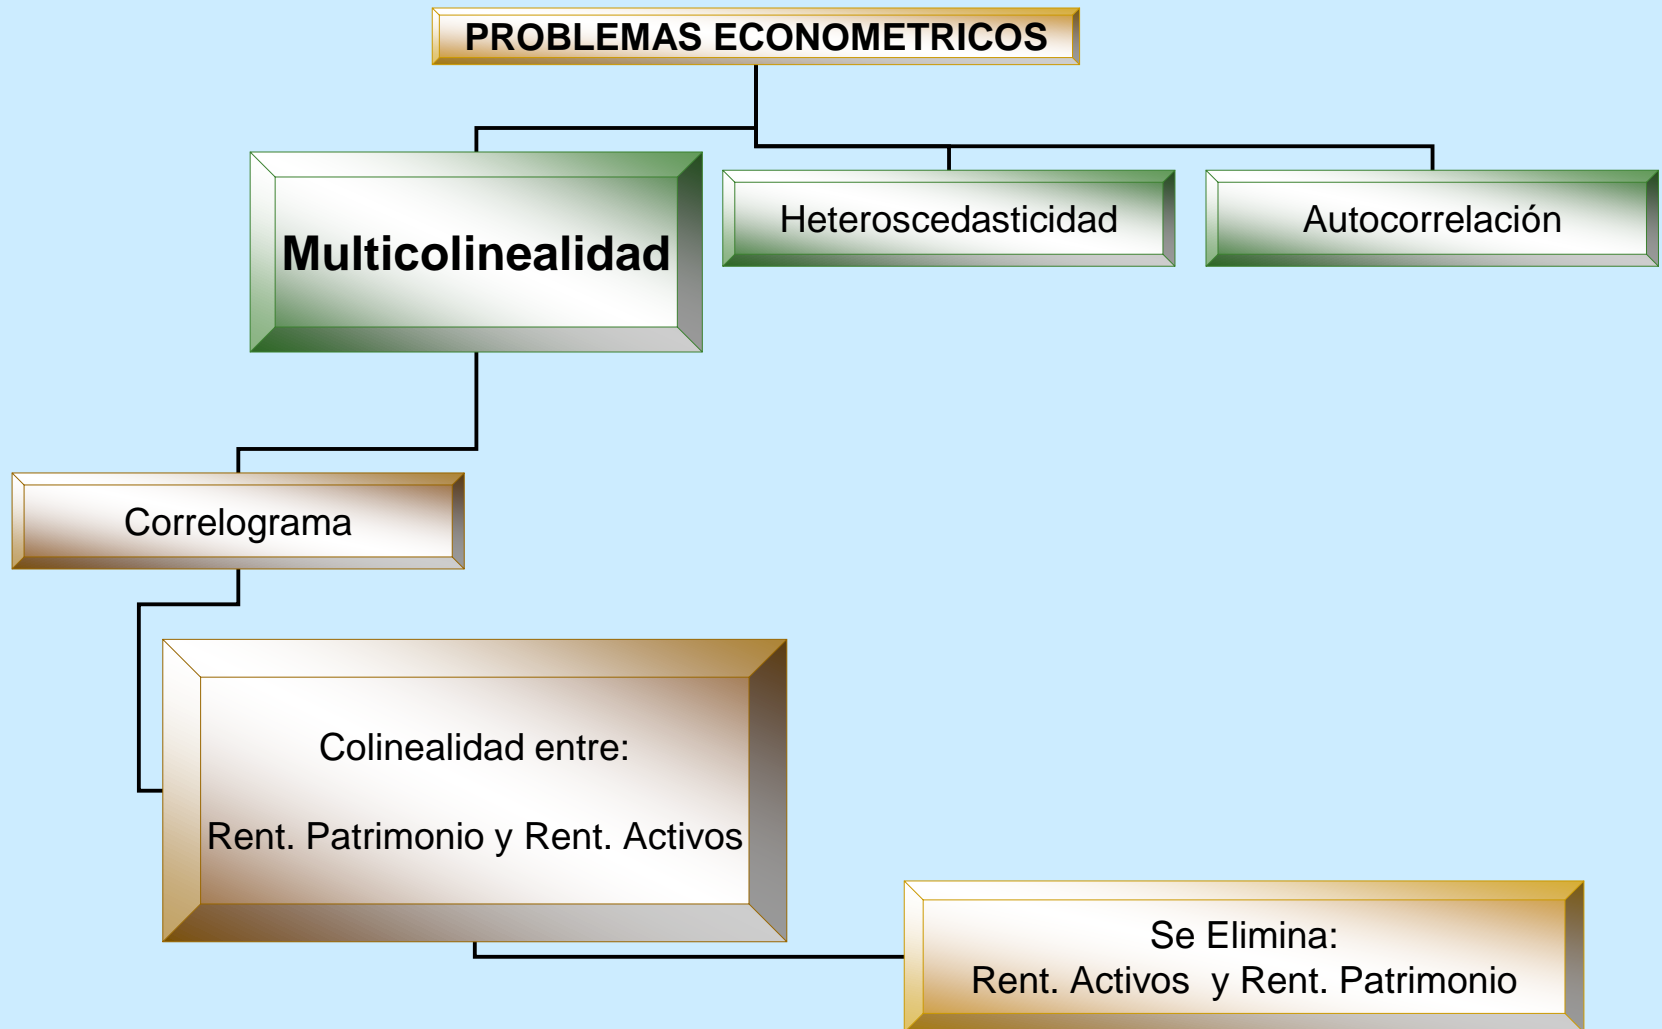 PROBLEMAS ECONOMETRICOS
Multicolinealidad
Heteroscedasticidad
Autocorrelación
Correlograma
Colinealidad entre:
Rent. Patrimonio y Rent. Activos
Se Elimina:
Rent. Activos y Rent. Patrimonio